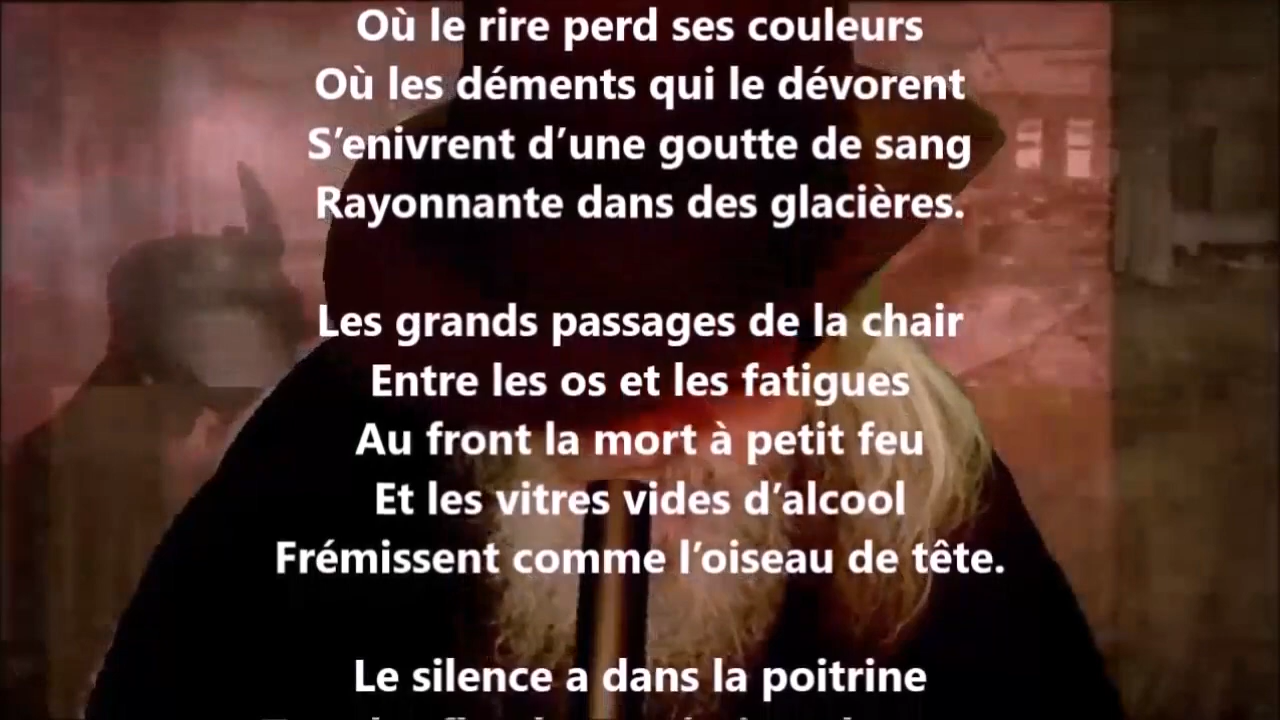 Où le rire perd ses couleurs
Où les déments qui le dévorent
S’enivrent d’une goutte de sang
Rayonnante dans des glacières.
Les grands passages de la chair
Entre les os et les fatigues
Au front la mort à petit feu
Et les vitres vides d’alcool
Frémissent comme l’oiseau de tête.
Le silence a dans la poitrine